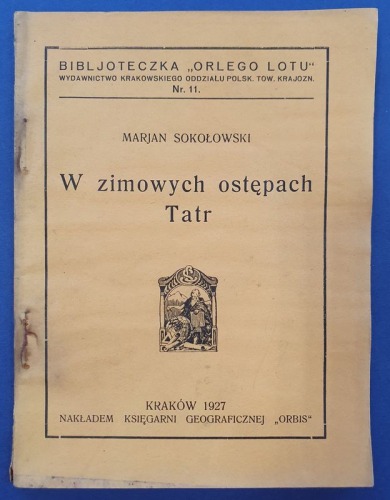 BIBLJOTECZKA „ORLEGO LOTU“
WYDAWNICTWO KRAKOWSKIEGO ODDZIAŁU POLSK. TOW. KRAJOZN.
Nr. 11.
MARJAN SOKOŁOWSKI
W zimowych ostępach
Tatr
KRAKÓW 1927
NAKŁADEM KSIĘGARNI GEOGRAFICZNEJ „ORBIS“